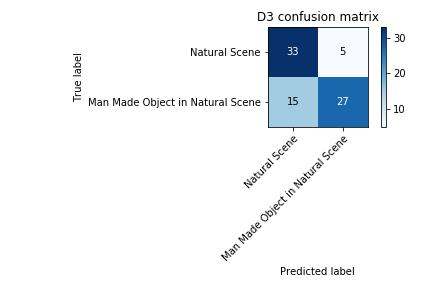 D3 confusion matrix
True label
Natural Scene
33
5
Man Made Object in Natural Scene
15
27
30
20
10
Natural Scene
Man Made Object in Natural Scene
Predicted label